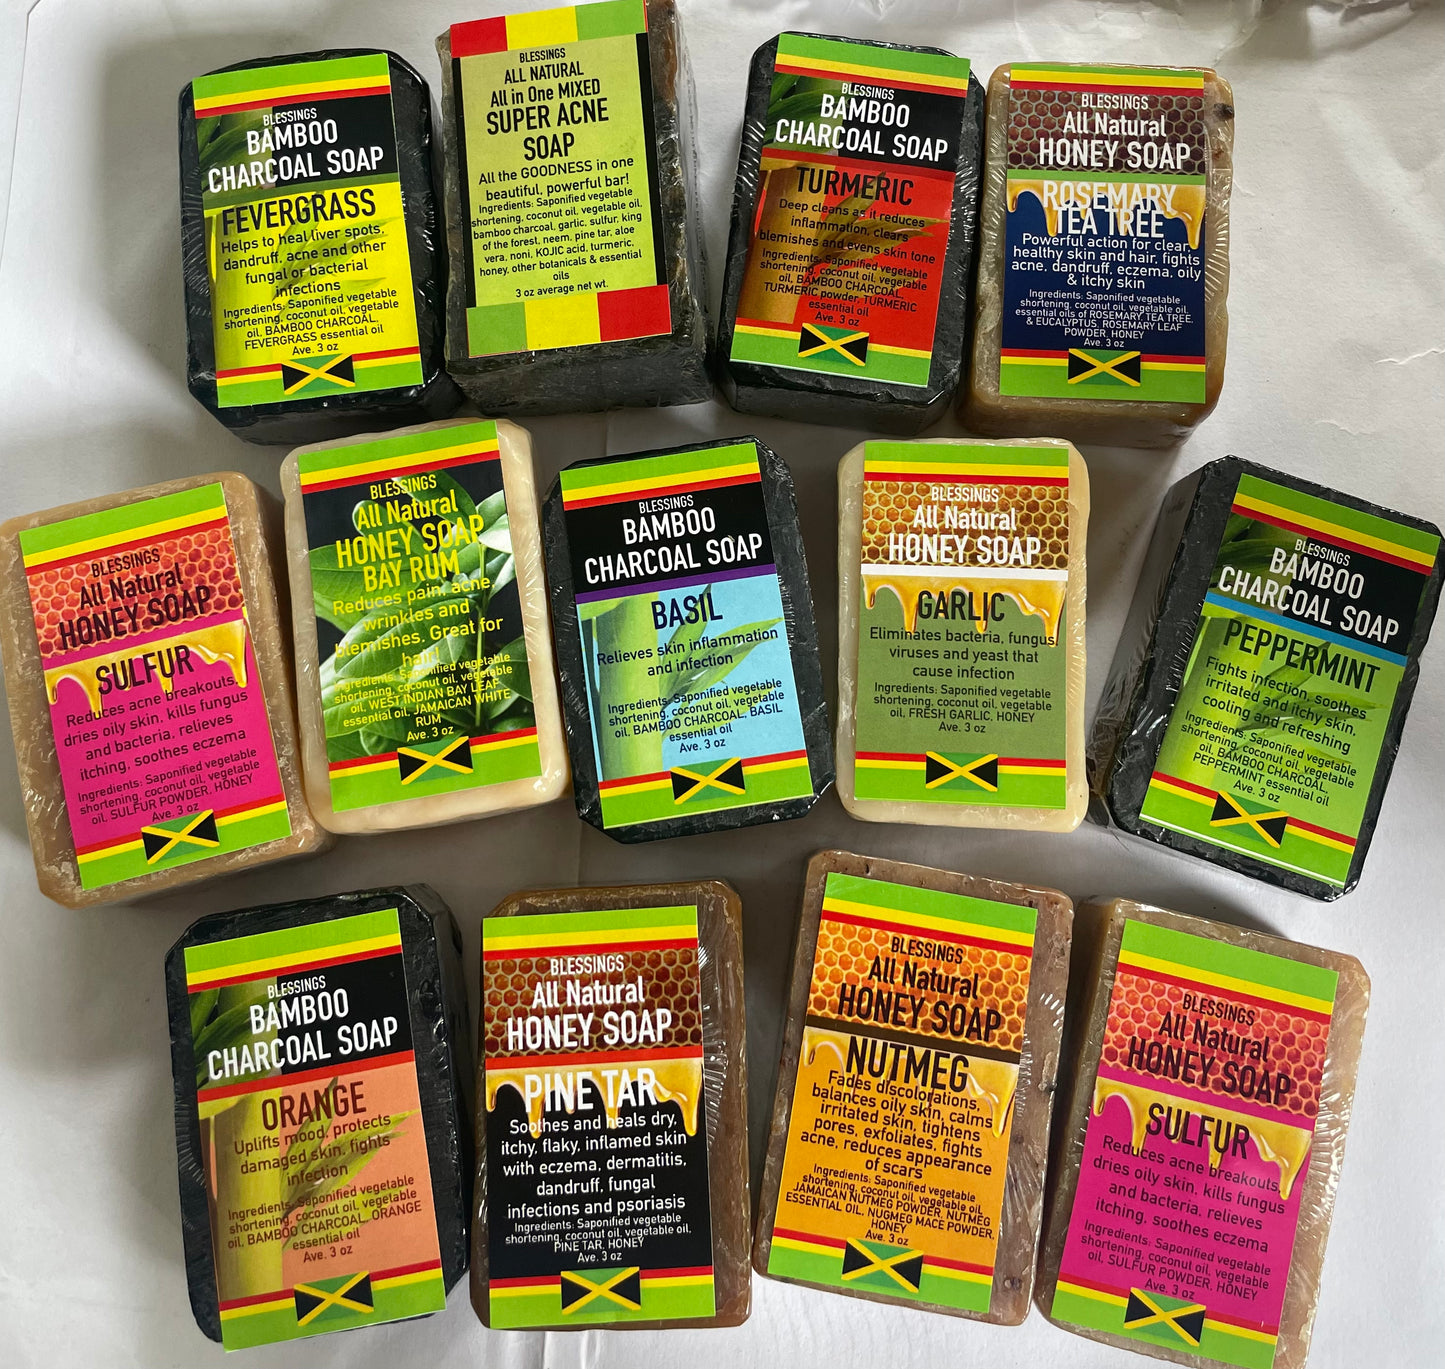 BLESSINGS
BAMBOO
CHARCOAL SOAP
FEVERGRASS
Helps to heal liver spots,
dandruff, acne and other
fungal or bacterial
infections
Ingredients: Saponified vegetable
shortening, coconut oil, vegetable
oil, BAMBOO CHARCOAL,
FEVERGRASS essential oil
Ave. 3 oz
BLESSINGS
ALL NATURAL
All in One MIXED
SUPER ACNE
SOAP
All the GOODNESS in one
beautiful, powerful bar!
Ingredients: Saponified vegetable
shortening, coconut oil, vegetable oil,
bamboo charcoal, garlic, sulfur, king
of the forest, neem, pine tar, aloe
vera, noni, KOJIC acid, turmeric,
honey, other botanicals & essential
oils
3 oz average net wt.
BLESSINGS
BAMBOO
CHARCOAL SOAP
TURMERIC
Deep cleans as it reduces
inflammation, clears
blemishes and evens skin tone
Ingredients: Saponified vegetable
shortening, coconut oil, vegetable
oil, BAMBOO CHARCOAL,
TURMERIC powder, TURMERIC
essential oil
Ave. 3 oz
BLESSINGS
All Natural
HONEY SOAP
ROSEMARY
TEA TREE
Powerful action for clear,
healthy skin and hair, fights
acne, dandruff, eczema, oily
& itchy skin
Ingredients: Saponified vegetable
shortening, coconut oil, vegetable oil,
essential oils of ROSEMARY, TEA TREE,
& EUCALYPTUS, ROSEMARY LEAF
POWDER, HONEY
Ave. 3 oz
BLESSINGS
All Natural
HONEY SOAP
SULFUR
Reduces acne breakouts,
dries oily skin, kills fungus
and bacteria, relieves
itching, soothes eczema
Ingredients: Saponified vegetable
shortening, coconut oil, vegetable
oil, SULFUR POWDER, HONEY
Ave. 3 oz
BLESSINGS
All Natural
HONEY SOAP
BAY RUM
Reduces pain, acne,
wrinkles and
blemishes. Great for
hair!
Ingredients: Saponified vegetable
shortening, coconut oil, vegetable
oil, WEST INDIAN BAY LEAF
essential oil, JAMAICAN WHITE
RUM
Ave. 3 oz
BLESSINGS
BAMBOO
CHARCOAL SOAP
BASIL
Relieves skin inflammation
and infection
Ingredients: Saponified vegetable
shortening, coconut oil, vegetable
oil, BAMBOO CHARCOAL, BASIL
essential oil
Ave. 3 oz
BLESSINGS
All Natural
HONEY SOAP
GARLIC
Eliminates bacteria, fungus,
viruses and yeast that
cause infection
Ingredients: Saponified vegetable
shortening, coconut oil, vegetable
oil, FRESH GARLIC, HONEY
Ave. 3 oz
BLESSINGS
BAMBOO
CHARCOAL SOAP
PEPPERMINT
Fights infection, soothes
irritated and itchy skin,
cooling and refreshing
Ingredients: Saponified vegetable
shortening, coconut oil, vegetable
oil, BAMBOO CHARCOAL,
PEPPERMINT essential oil
Ave. 3 oz
BLESSINGS
BAMBOO
CHARCOAL SOAP
ORANGE
Uplifts mood, protects
damaged skin, fights
infection
Ingredients: Saponified vegetable
shortening, coconut oil, vegetable
oil, BAMBOO CHARCOAL, ORANGE
essential oil
Ave. 3 oz
BLESSINGS
All Natural
HONEY SOAP
PINE TAR
Soothes and heals dry,
itchy, flaky, inflamed skin
with eczema, dermatitis,
dandruff, fungal
infections and psoriasis
Ingredients: Saponified vegetable
shortening, coconut oil, vegetable oil,
PINE TAR, HONEY
Ave. 3 oz
BLESSINGS
All Natural
HONEY SOAP
NUTMEG
Fades discolorations,
balances oily skin, calms
irritated skin, tightens
pores, exfoliates, fights
acne, reduces appearance
of scars
Ingredients: Saponified vegetable
shortening, coconut oil, vegetable oil,
JAMAICAN NUTMEG POWDER, NUTMEG
ESSENTIAL OIL, NUGMEG MACE POWDER,
HONEY
Ave. 3 oz
BLESSINGS
All Natural
HONEY SOAP
SULFUR
Reduces acne breakouts,
dries oily skin, kills fungus
and bacteria, relieves
itching, soothes eczema
Ingredients: Saponified vegetable
shortening, coconut oil, vegetable
oil, SULFUR POWDER, HONEY
Ave. 3 oz